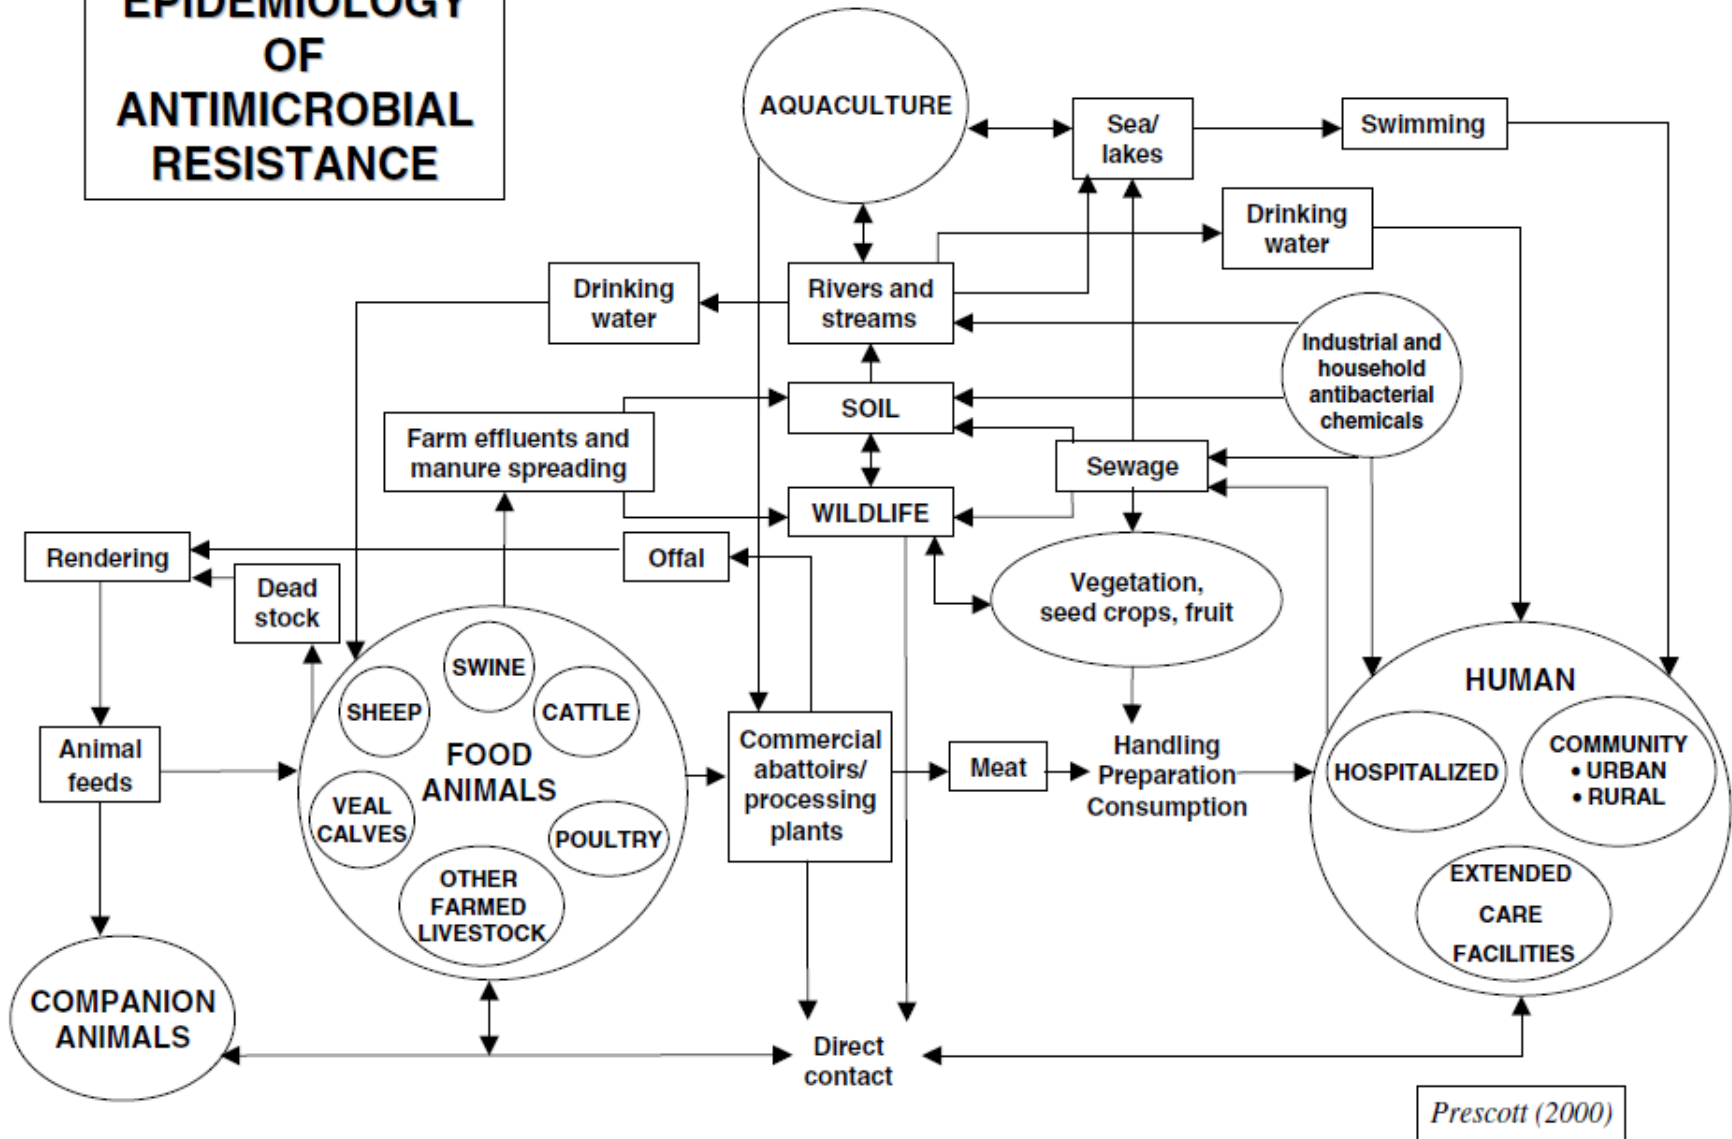 EPIDEMIOLOGY
OF
ANTIMICROBIAL
RESISTANCE
AQUACULTURE
Sea/
lakes
Swimming
Drinking
water
Drinking
water
Rivers and
streams
Industrial and
household
antibacterial
chemicals
SOIL
Farm effluents and
manure spreading
Sewage
WILDLIFE
Rendering
Offal
Dead
stock
Vegetation,
seed crops, fruit
SWINE
SHEEP
CATTLE
FOOD
ANIMALS
VEAL
CALVES
POULTRY
OTHER
FARMED
LIVESTOCK
Animal
feeds
Commercial
abattoirs/
processing
plants
Meat
Handling
Preparation
Consumption
HUMAN
HOSPITALIZED
COMMUNITY
• URBAN
• RURAL
EXTENDED
CARE
FACILITIES
COMPANION
ANIMALS
Direct
contact
Prescott (2000)